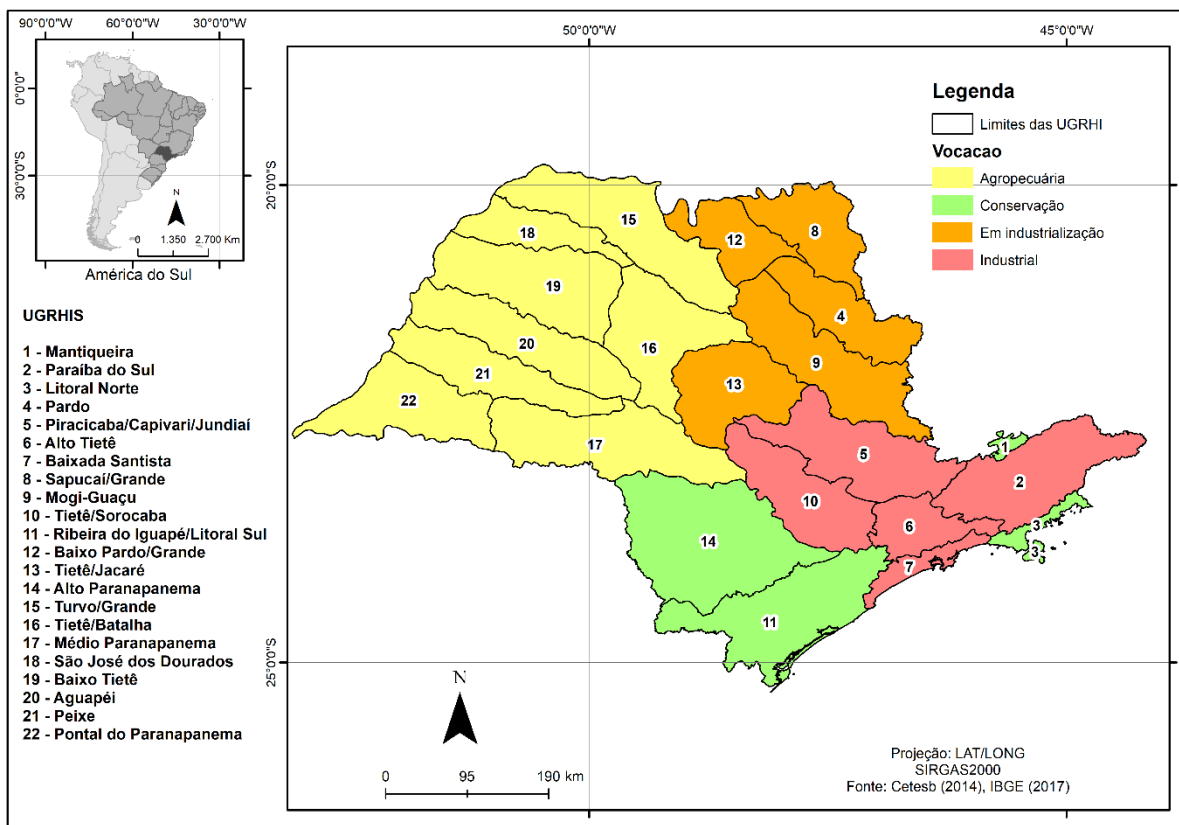 90°0'0"W 60°0'0"W 30°0'0"W
0°0'0"
30°0'0"S
N
0 1.350 2.700 Km
América do Sul
UGRHIS
1 - Mantiqueira
2 - Paraíba do Sul
3 - Litoral Norte
4 - Pardo
5 - Piracicaba/Capivari/Jundiaí
6 - Alto Tietê
7 - Baixada Santista
8 - Sapucaí/Grande
9 - Mogi-Guaçu
10 - Tietê/Sorocaba
11 - Ribeira do Iguapé/Litoral Sul
12 - Baixo Pardo/Grande
13 - Tietê/Jacaré
14 - Alto Paranapanema
15 - Turvo/Grande
16 - Tietê/Batalha
17 - Médio Paranapanema
18 - São José dos Dourados
19 - Baixo Tietê
20 - Aguapéi
21 - Peixe
22 - Pontal do Paranapanema
50°0'0"W 45°0'0"W
20°0'0"S
25°0'0"S
Legenda
Limites das UGRHI
Vocacao
Agropecuária
Conservação
Em industrialização
Industrial
15
18
12
8
19
4
20
16
9
21
13
22
17
1
5
2
10
6
14
3
3
7
11
N
0 95 190 km
Projeção: LAT/LONG
SIRGAS2000
Fonte: Cetesb (2014), IBGE (2017)